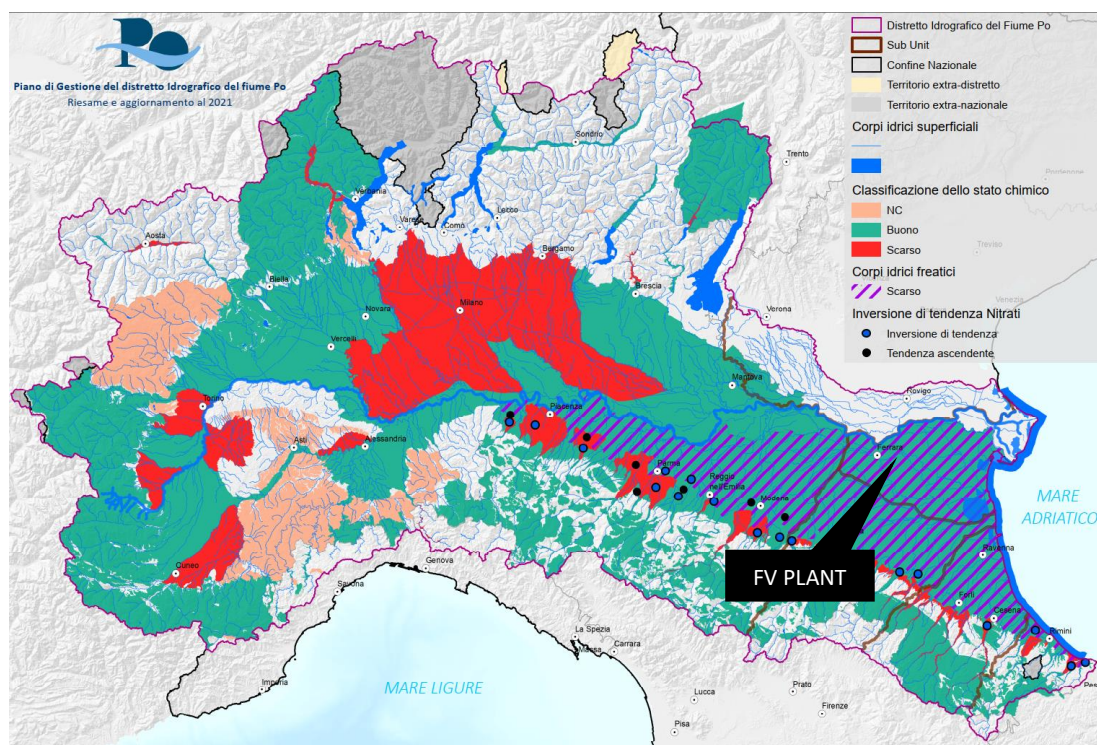 Po
Piano di Gestione del distretto Idrografico del fiume Po
Riesame e aggiornamento al 2021
Distretto Idrografico del Fiume Po
Sub Unit
Confine Nazionale
Territorio extra-distretto
Territorio extra-nazionale
Corpi idrici superficiali
Classificazione dello stato chimico
NC
Buono
Scarso
Corpi idrici freatici
Scarso
Inversione di tendenza Nitrati
Inversione di tendenza
Tendenza ascendente
Sondrio
Trento
Pordenone
Verbania
Varese
Como
Lecco
Treviso
Aosta
Bergamo
Biella
Brescia
Venezia
Novara
Milano
Verona
Vercelli
Mantova
Rovigo
Torino
Piacenza
Asti
Alessandria
Ferrara
Parma
Reggio
nell'Emilia
Modena
MARE
ADRIATICO
Ravenna
FV PLANT
Cuneo
Genova
Savona
Forlì
Cesena
Rimini
La Spezia
Massa
Carrara
Imperia
MARE LIGURE
Lucca
Prato
Firenze
Pisa
Pes